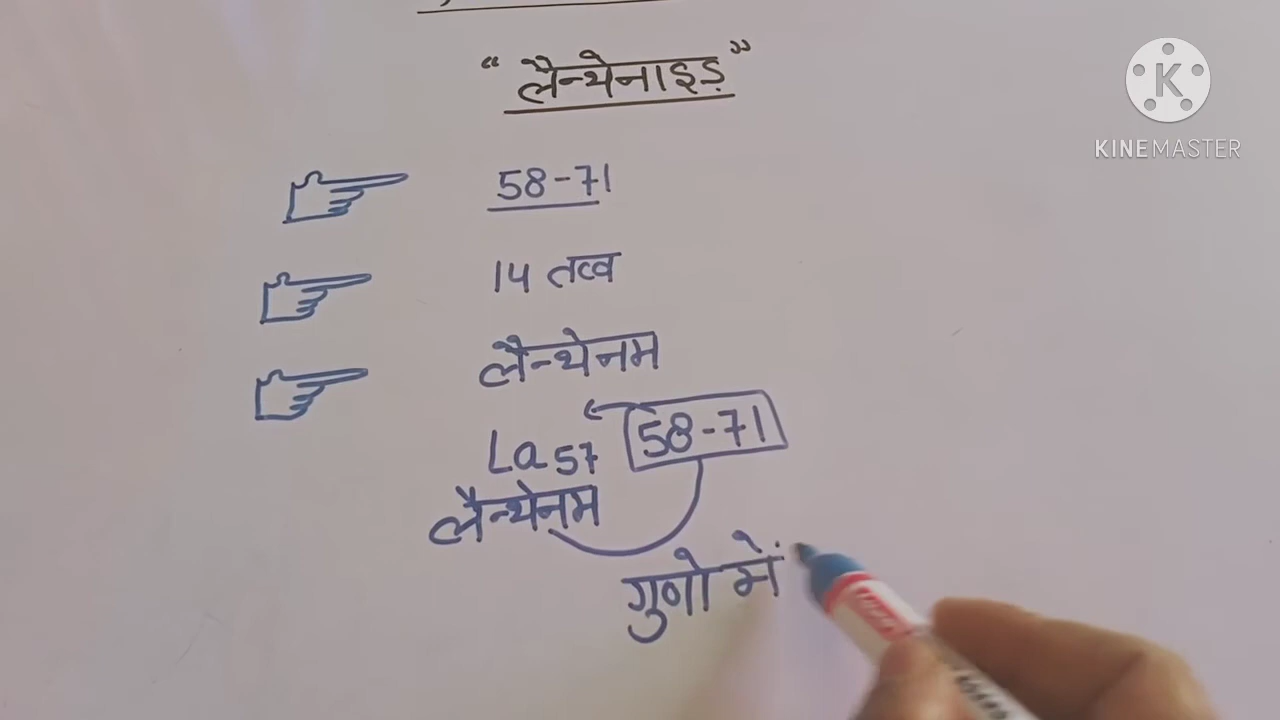 “लैन्थेनाइड़”
K
KINEMASTER
58-71
14 तत्व
लैन्थेनम
La57 58-71
लैन्थेनम
गुणो में